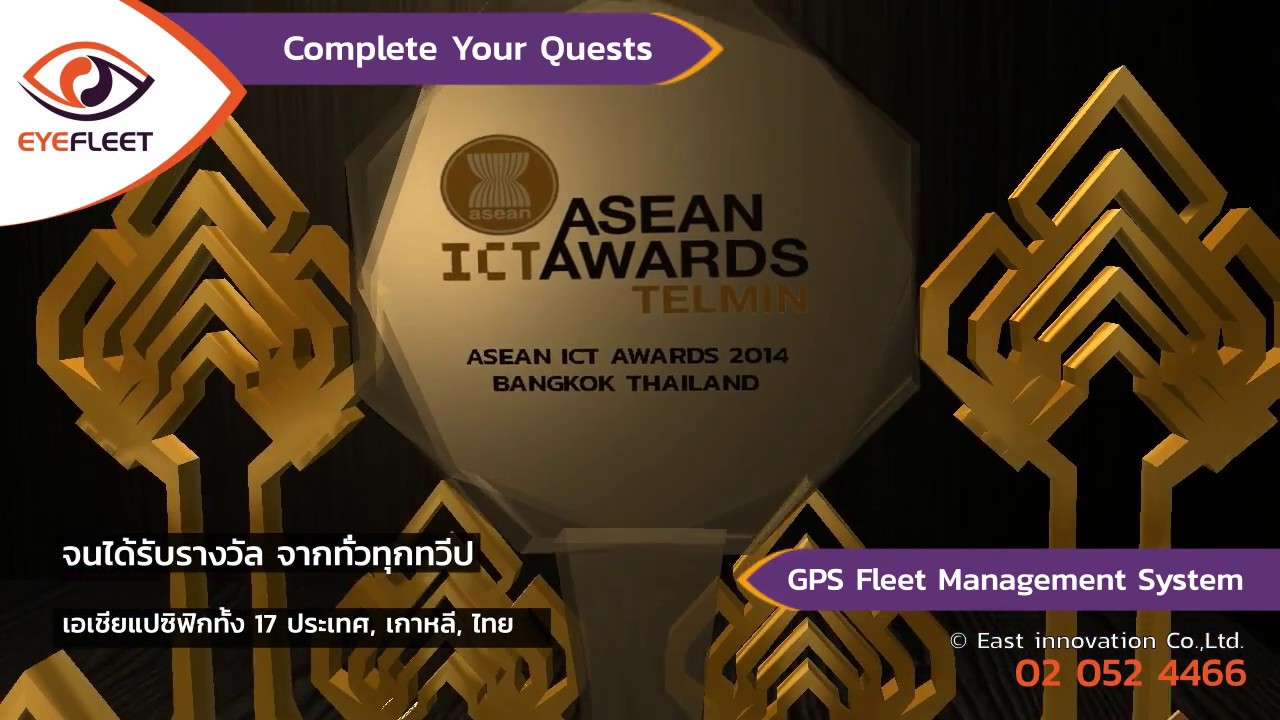 Complete Your Quests
EYEFLEET
asean
ASEAN
ICT AWARDS
TELMIN
ASEAN ICT AWARDS 2014
BANGKOK THAILAND
จนได้รับรางวัล จากทั่วทุกทวีป
เอเชียแปซิฟิกทั้ง 17 ประเทศ, เกาหลี, ไทย
GPS Fleet Management System
© East innovation Co.,Ltd.
02 052 4466